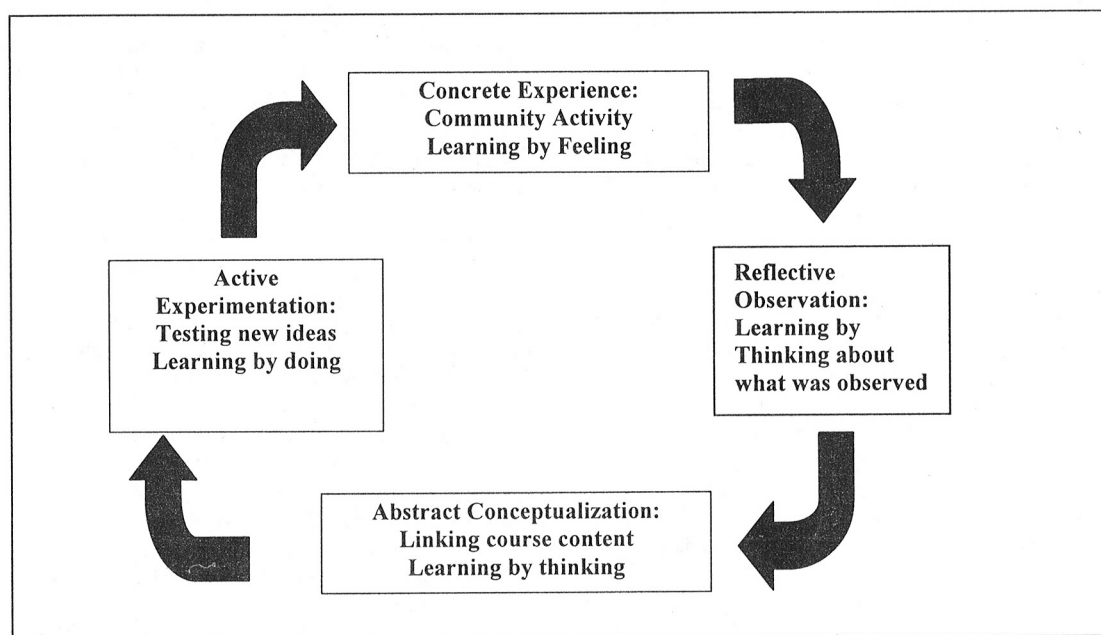 Concrete Experience:
Community Activity
Learning by Feeling
Reflective
Observation:
Learning by
Thinking about
what was observed
Abstract Conceptualization:
Linking course content
Learning by thinking
Active
Experimentation:
Testing new ideas
Learning by doing